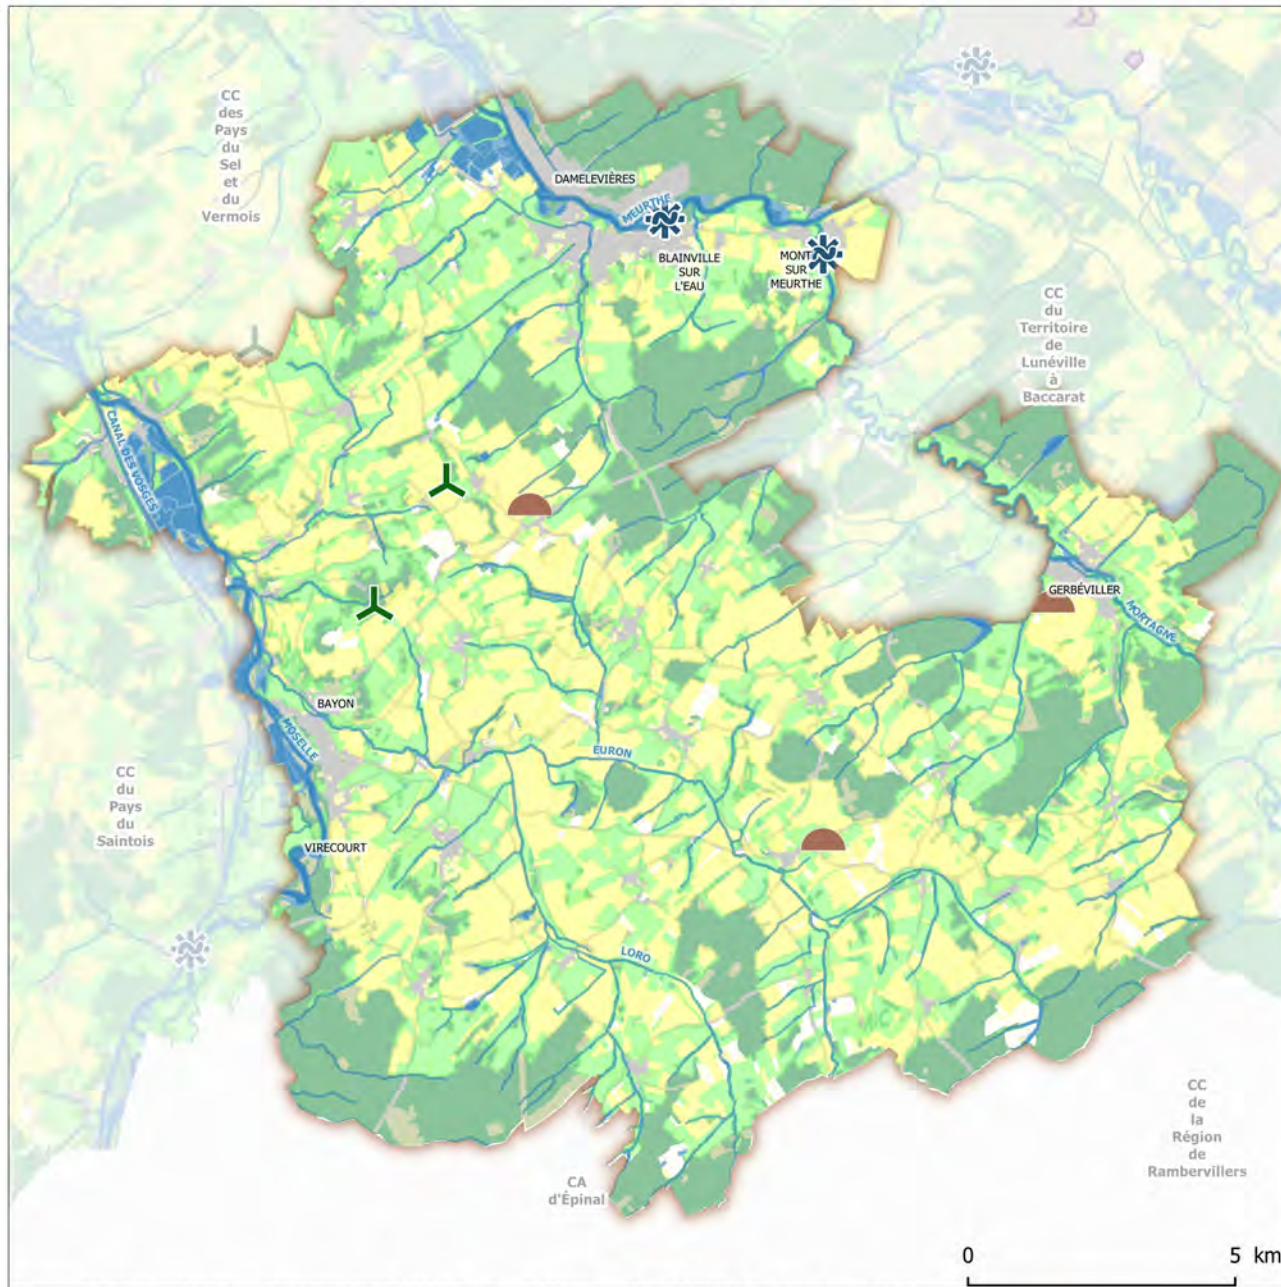 CC
des
Pays
du
Sel
et
du
Vermois
DAMELEVIÈRES
MEURTHE
BLAINVILLE
SUR
L'EAU
MONT
SUR
MEURTHE
CC
du
Territoire
de
Lunéville
à
Baccarat
CANAL DES VOSGES
GERBÉVILLER
MORTAGNE
BAYON
MOSELLE
EURON
CC
du
Pays
du
Saintois
VIRECOURT
LORO
CC
de
la
Région
de
Rambervillers
CA
d'Épinal
0 5 km